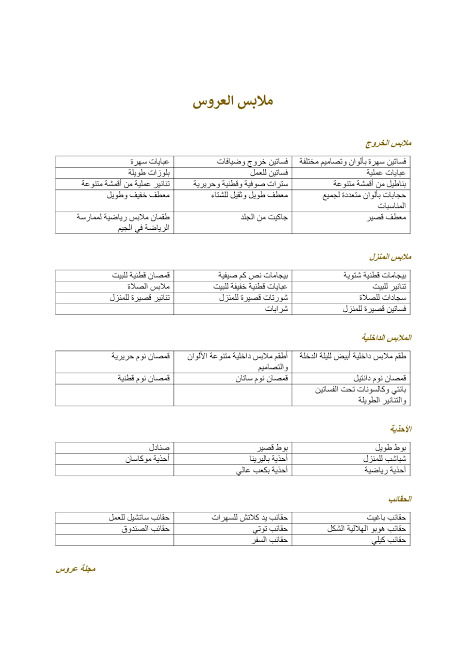 ملابس العروس
ملابس الخروج
فساتين سهرة بألوان وتصاميم مختلفة فساتين خروج وضيافات عبايات سهرة
عبايات عملية فساتين للعمل بلوزات طويلة
بناطيل من أقمشة متنوعة سترات صوفية وقطنية وحريرية تنانير عملية من أقمشة متنوعة
حجابات بألوان متعددة لجميع معطف طويل وثقيل للشتاء معطف خفيف وطويل
المناسبات
معطف قصير جاكيت من الجلد طقمان ملابس رياضية لممارسة
الرياضة في الجيم
ملابس المنزل
بيجامات قطنية شتوية بيجامات نص كم صيفية قمصان قطنية للبيت
تنانير للبيت عبايات قطنية خفيفة للبيت ملابس الصلاة
سجادات للصلاة شورتات قصيرة للمنزل تنانير قصيرة للمنزل
فساتين قصيرة للمنزل شرابات
الملابس الداخلية
طقم ملابس داخلية أبيض لليلة الدخلة أطقم ملابس داخلية متنوعة الألوان قمصان نوم حريرية
والتصاميم
قمصان نوم دانتيل قمصان نوم ساتان قمصان نوم قطنية
بانتي وكالسونات تحت الفساتين
والتنانير الطويلة
الأحذية
بوط طويل بوط قصير صنادل
شباشب للمنزل أحذية باليرينا أحذية موكاسان
أحذية رياضية أحذية بكعب عالي
الحقائب
حقائب باغيت حقائب يد كلاتش للسهرات حقائب ساتشيل للعمل
حقائب هوبو الهلالية الشكل حقائب توتي حقائب الصندوق
حقائب كيلي حقائب السفر
مجلة عروس